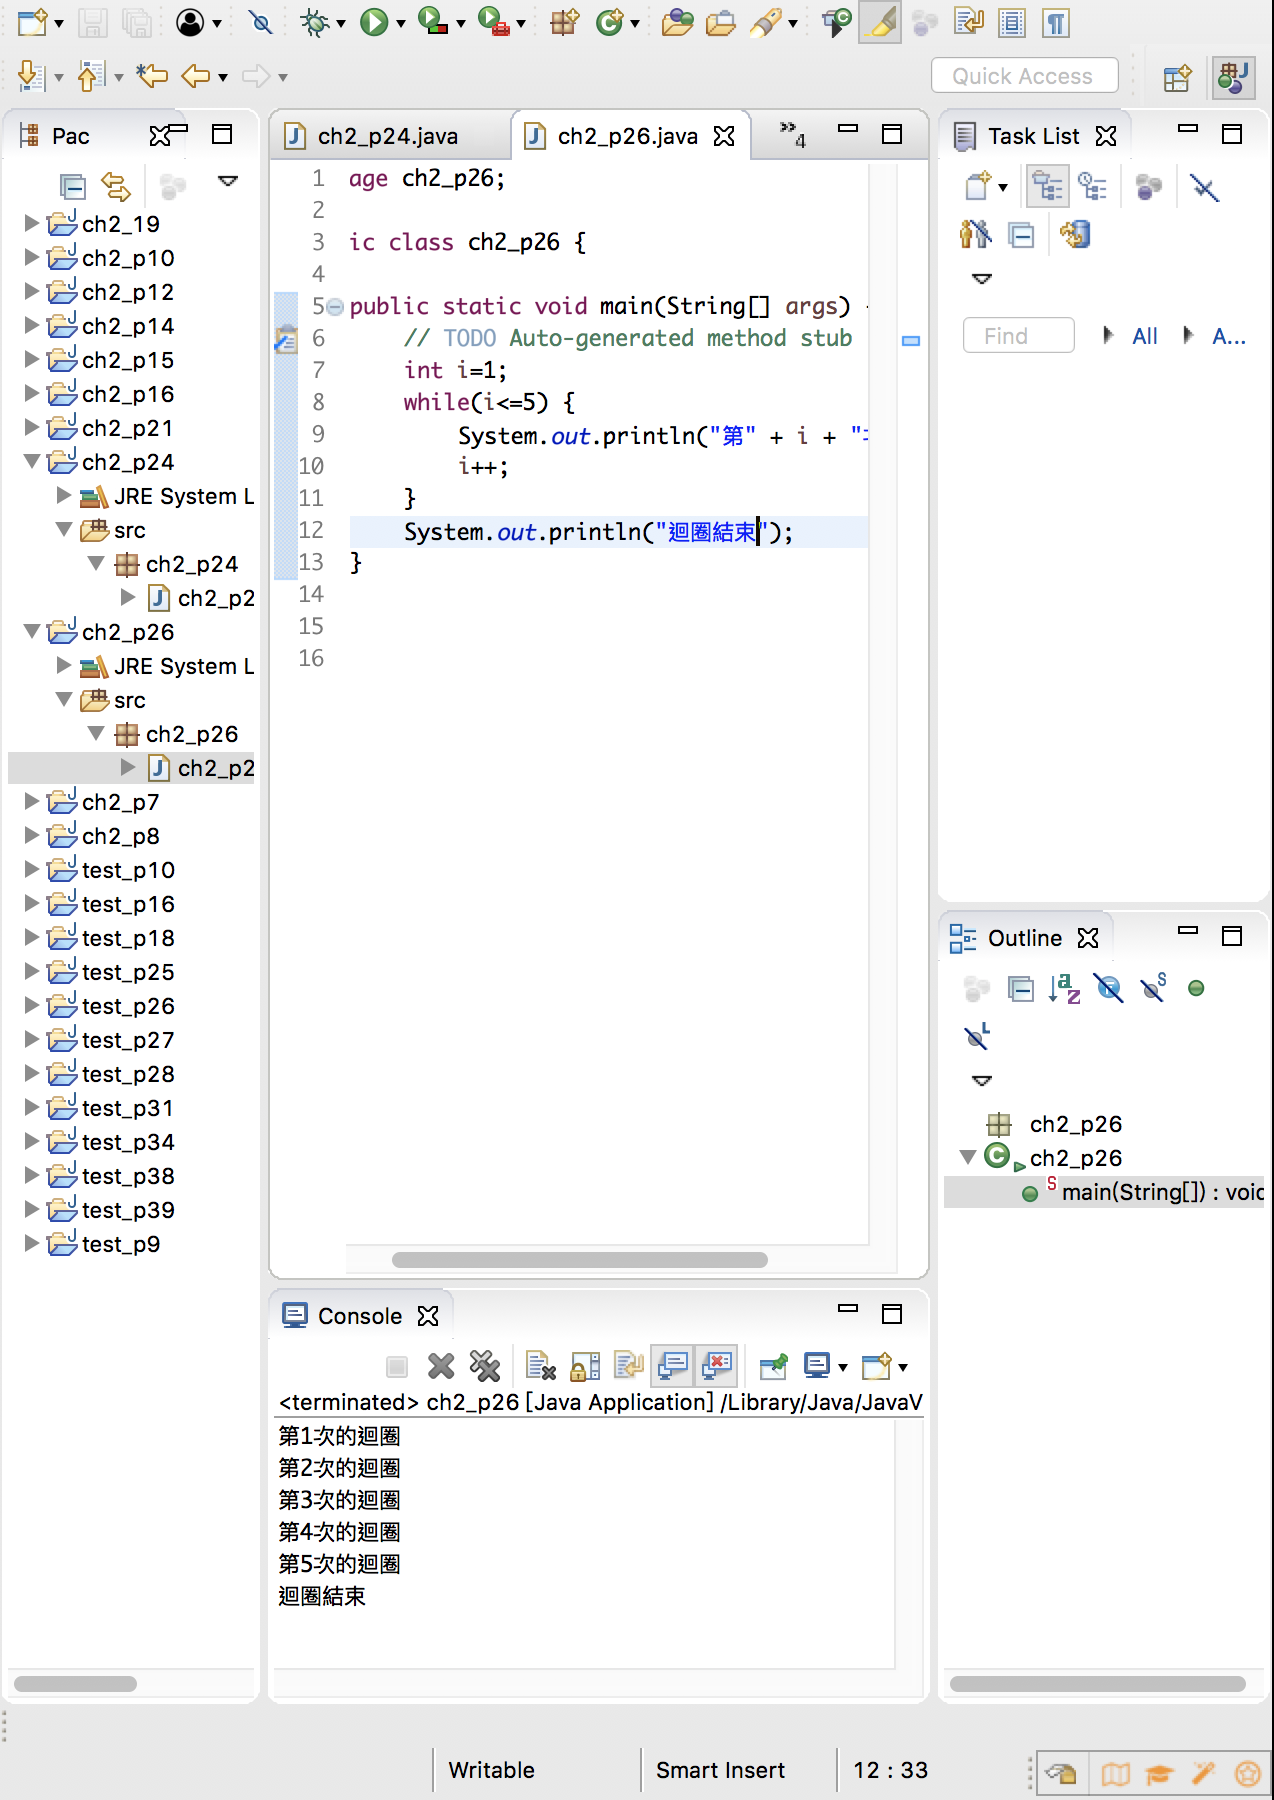 Quick Access
Pac
ch2_19
ch2_p10
ch2_p12
ch2_p14
ch2_p15
ch2_p16
ch2_p21
ch2_p24
JRE System L
src
ch2_p24
ch2_p2
ch2_p26
JRE System L
src
ch2_p26
ch2_p2
ch2_p7
ch2_p8
test_p10
test_p16
test_p18
test_p25
test_p26
test_p27
test_p28
test_p31
test_p34
test_p38
test_p39
test_p9
ch2_p24.java
ch2_p26.java
4
1 age ch2_p26;
2
3 ic class ch2_p26 {
4
5 public static void main(String[] args)
6 // TODO Auto-generated method stub
7 int i=1;
8 while(i<=5) {
9 System.out.println("第" + i + "
10 i++;
11 }
12 System.out.println("迴圈結束");
13 }
14
15
16
Console
<terminated> ch2_p26 [Java Application] /Library/Java/JavaV
第1次的迴圈
第2次的迴圈
第3次的迴圈
第4次的迴圈
第5次的迴圈
迴圈結束
Task List
Find
All
A...
Outline
ch2_p26
ch2_p26
main(String[]) : void
Writable
Smart Insert
12 : 33